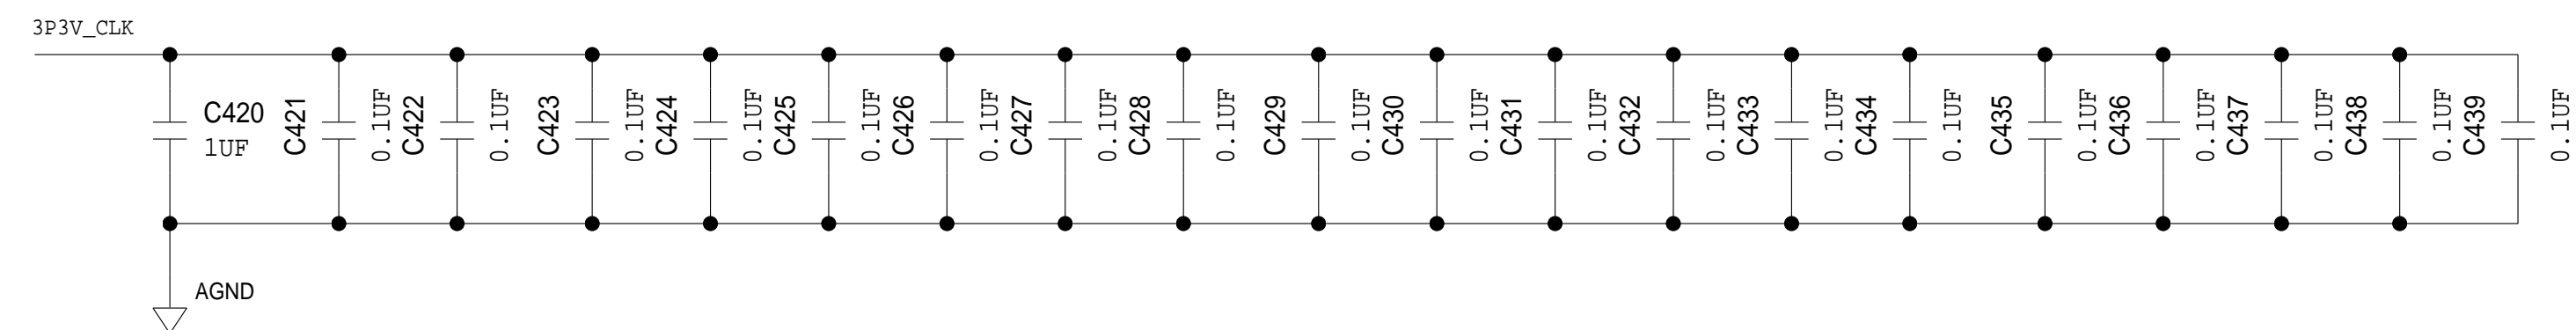 3P3V_CLK
C420
1UF
C421
0.1UF
C422
0.1UF
C423
0.1UF
C424
0.1UF
C425
0.1UF
C426
0.1UF
C427
0.1UF
C428
0.1UF
C429
0.1UF
C430
0.1UF
C431
0.1UF
C432
0.1UF
C433
0.1UF
C434
0.1UF
C435
0.1UF
C436
0.1UF
C437
0.1UF
C438
0.1UF
C439
0.1UF
AGND